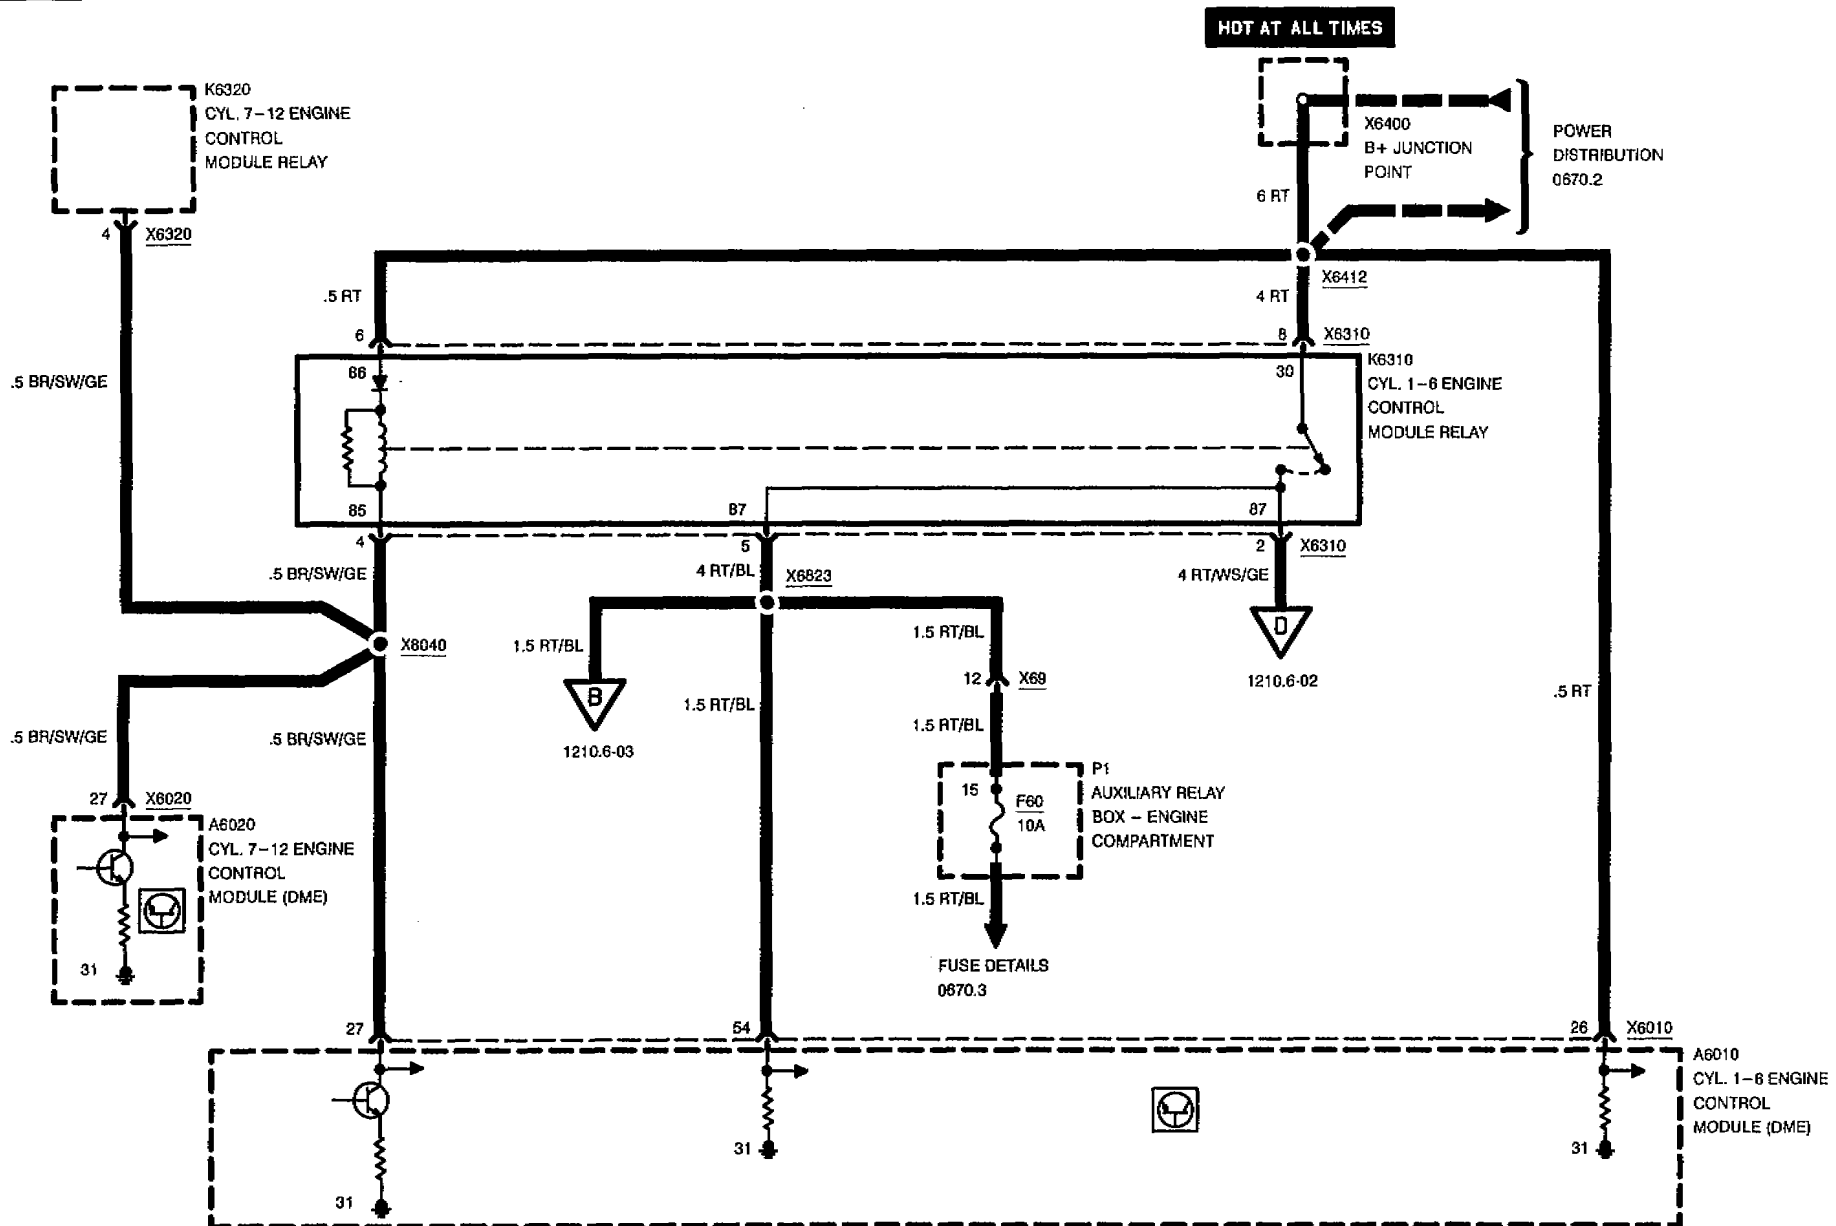 HOT AT ALL TIMES
K6320
CYL. 7–12 ENGINE
CONTROL
MODULE RELAY
4
X6320
X6400
B+ JUNCTION
POINT
POWER
DISTRIBUTION
0670.2
6 RT
X6412
.5 RT
4 RT
6
8
X6310
K6310
CYL. 1–6 ENGINE
CONTROL
MODULE RELAY
86
30
.5 BR/SW/GE
85
87
87
4
5
2
X6310
.5 BR/SW/GE
4 RT/BL
X6823
4 RT/WS/GE
D
1210.6-02
X8040
1.5 RT/BL
B
1210.6-03
1.5 RT/BL
12
X69
1.5 RT/BL
1.5 RT/BL
.5 RT
.5 BR/SW/GE
.5 BR/SW/GE
P1
AUXILIARY RELAY
BOX – ENGINE
COMPARTMENT
15
F60
10A
1.5 RT/BL
FUSE DETAILS
0670.3
27
X6020
A6020
CYL. 7–12 ENGINE
CONTROL
MODULE (DME)
31
27
54
26
X6010
A6010
CYL. 1–6 ENGINE
CONTROL
MODULE (DME)
31
31
31